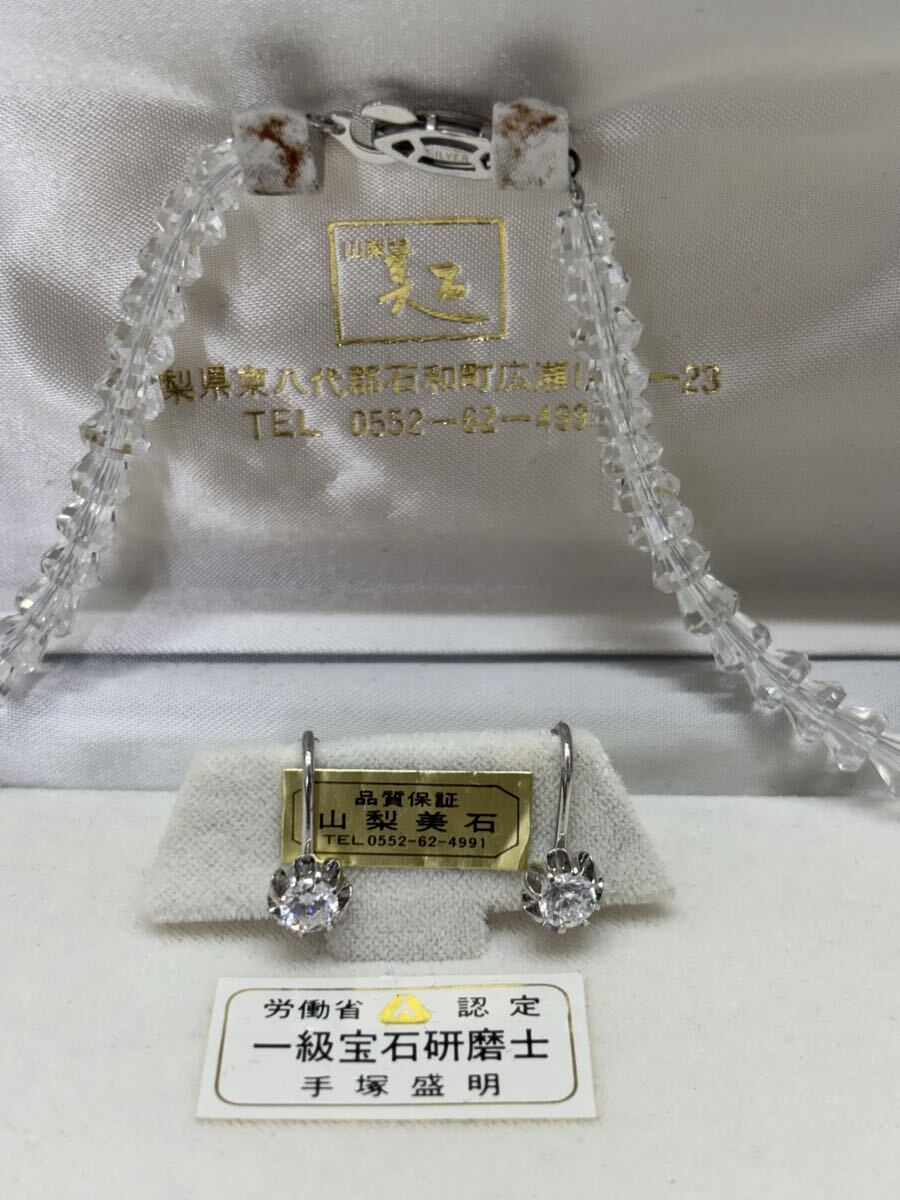 SILVER
山梨 美石
梨県東八代郡石和町広瀬 23
TEL 0552-62-499
品質保証
山梨美石
TEL0552-62-4991
労働省 認定
一級宝石研磨士
手塚盛明